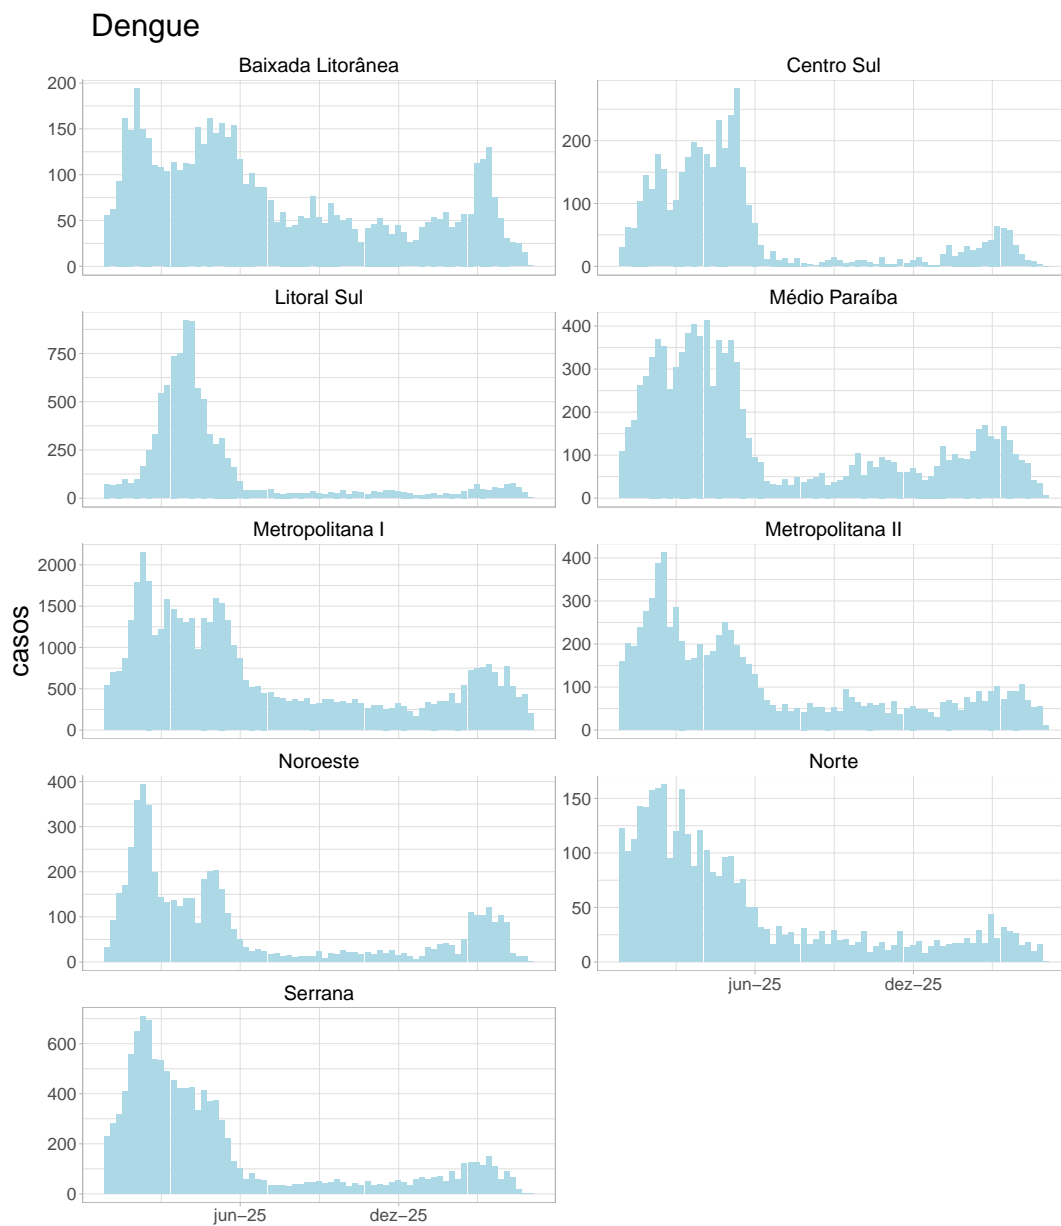 Dengue
Baixada Litorânea
Centro Sul
200
150
100
50
0
200
100
0
Litoral Sul
Médio Paraíba
750
500
250
0
400
300
200
100
0
Metropolitana I
Metropolitana II
2000
1500
1000
500
0
400
300
200
100
0
casos
Noroeste
Norte
400
300
200
100
0
150
100
50
0
jun−25
dez−25
Serrana
600
400
200
0
jun−25
dez−25